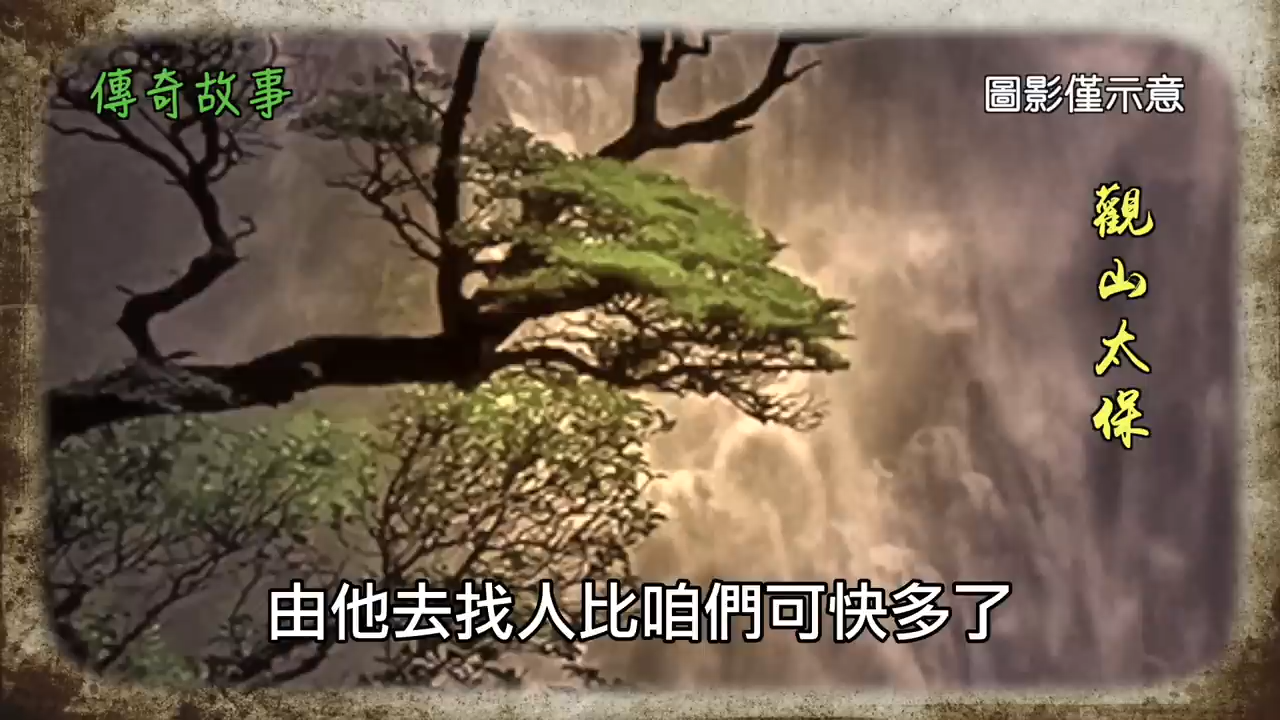 傳奇故事
圖影僅示意
觀山太保
由他去找人比咱們可快多了